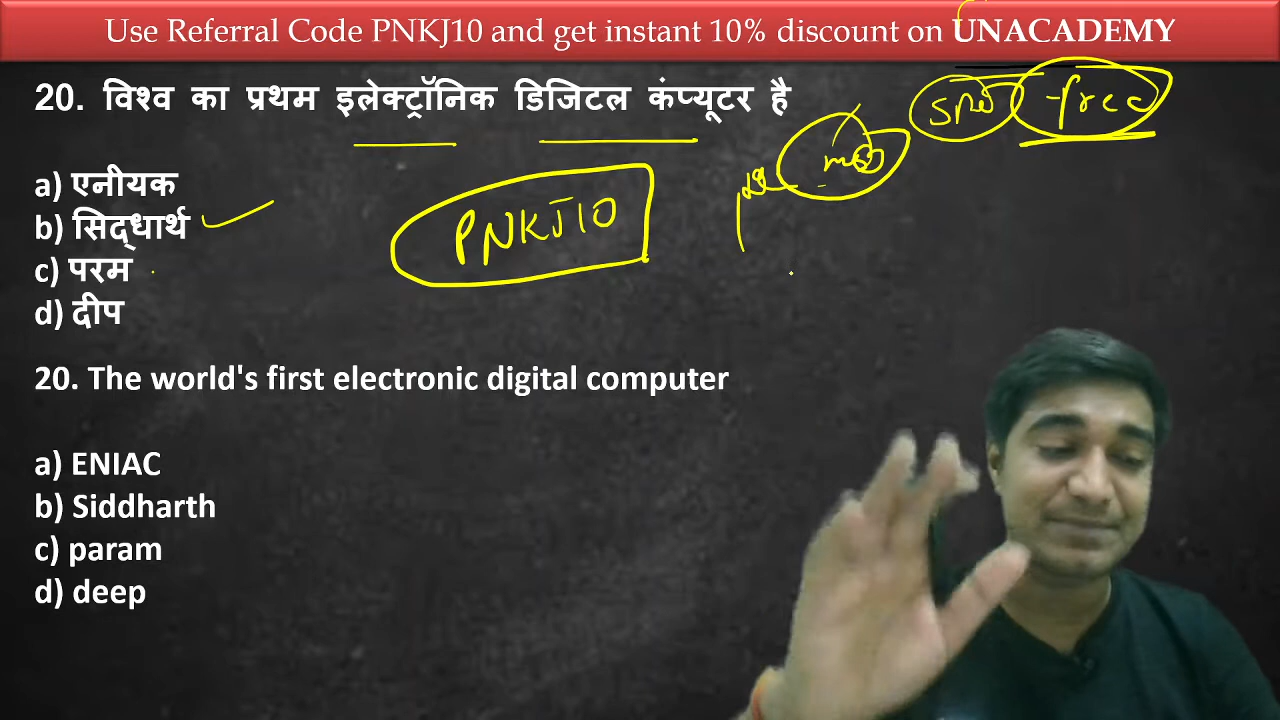 Use Referral Code PNKJ10 and get instant 10% discount on UNACADEMY
20. विश्व का प्रथम इलेक्ट्रॉनिक डिजिटल कंप्यूटर है
a) एनीयक
b) सिद्धार्थ
c) परम
d) दीप
PNKJ10
free
20. The world's first electronic digital computer
a) ENIAC
b) Siddharth
c) param
d) deep